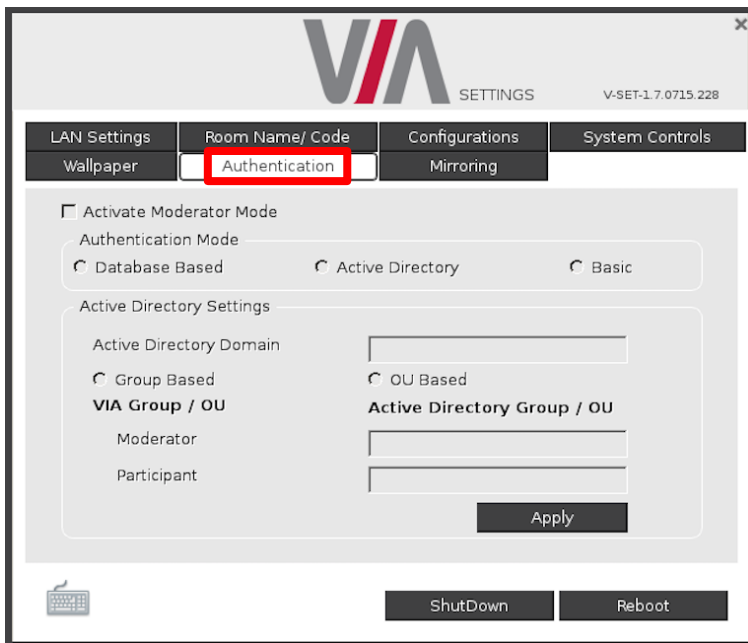 VIA
SETTINGS V-SET-1.7.0715.228
LAN Settings Room Name/ Code Configurations System Controls
Wallpaper Authentication Mirroring
Activate Moderator Mode
Authentication Mode
Database Based Active Directory Basic
Active Directory Settings
Active Directory Domain
Group Based OU Based
VIA Group / OU Active Directory Group / OU
Moderator
Participant
Apply
ShutDown Reboot